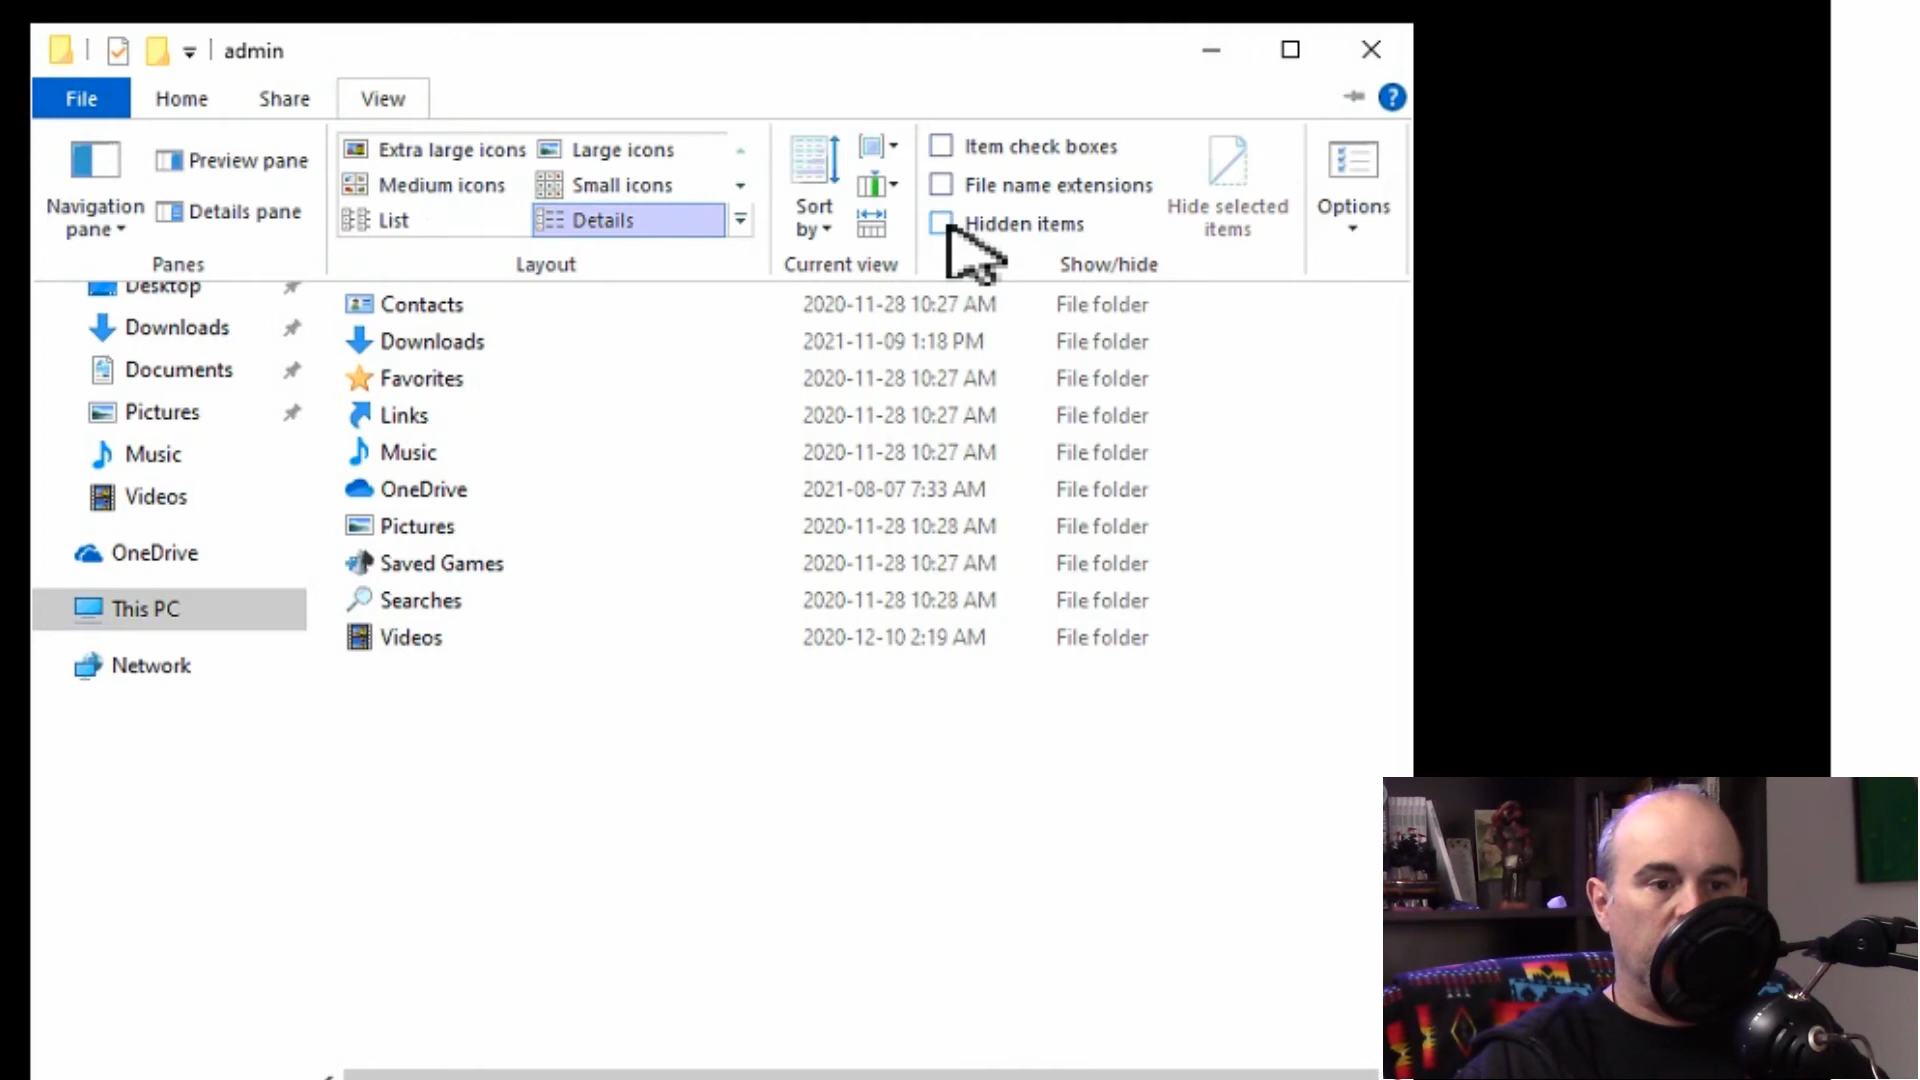 admin
File Home Share View
?
Navigation pane
Preview pane
Details pane
Panes
Extra large icons Large icons
Medium icons Small icons
List Details
Layout
Sort by
Current view
Item check boxes
File name extensions
Hidden items
Show/hide
Hide selected items
Options
Desktop
Downloads
Documents
Pictures
Music
Videos
OneDrive
This PC
Network
Contacts 2020-11-28 10:27 AM File folder
Downloads 2021-11-09 1:18 PM File folder
Favorites 2020-11-28 10:27 AM File folder
Links 2020-11-28 10:27 AM File folder
Music 2020-11-28 10:27 AM File folder
OneDrive 2021-08-07 7:33 AM File folder
Pictures 2020-11-28 10:28 AM File folder
Saved Games 2020-11-28 10:27 AM File folder
Searches 2020-11-28 10:28 AM File folder
Videos 2020-12-10 2:19 AM File folder